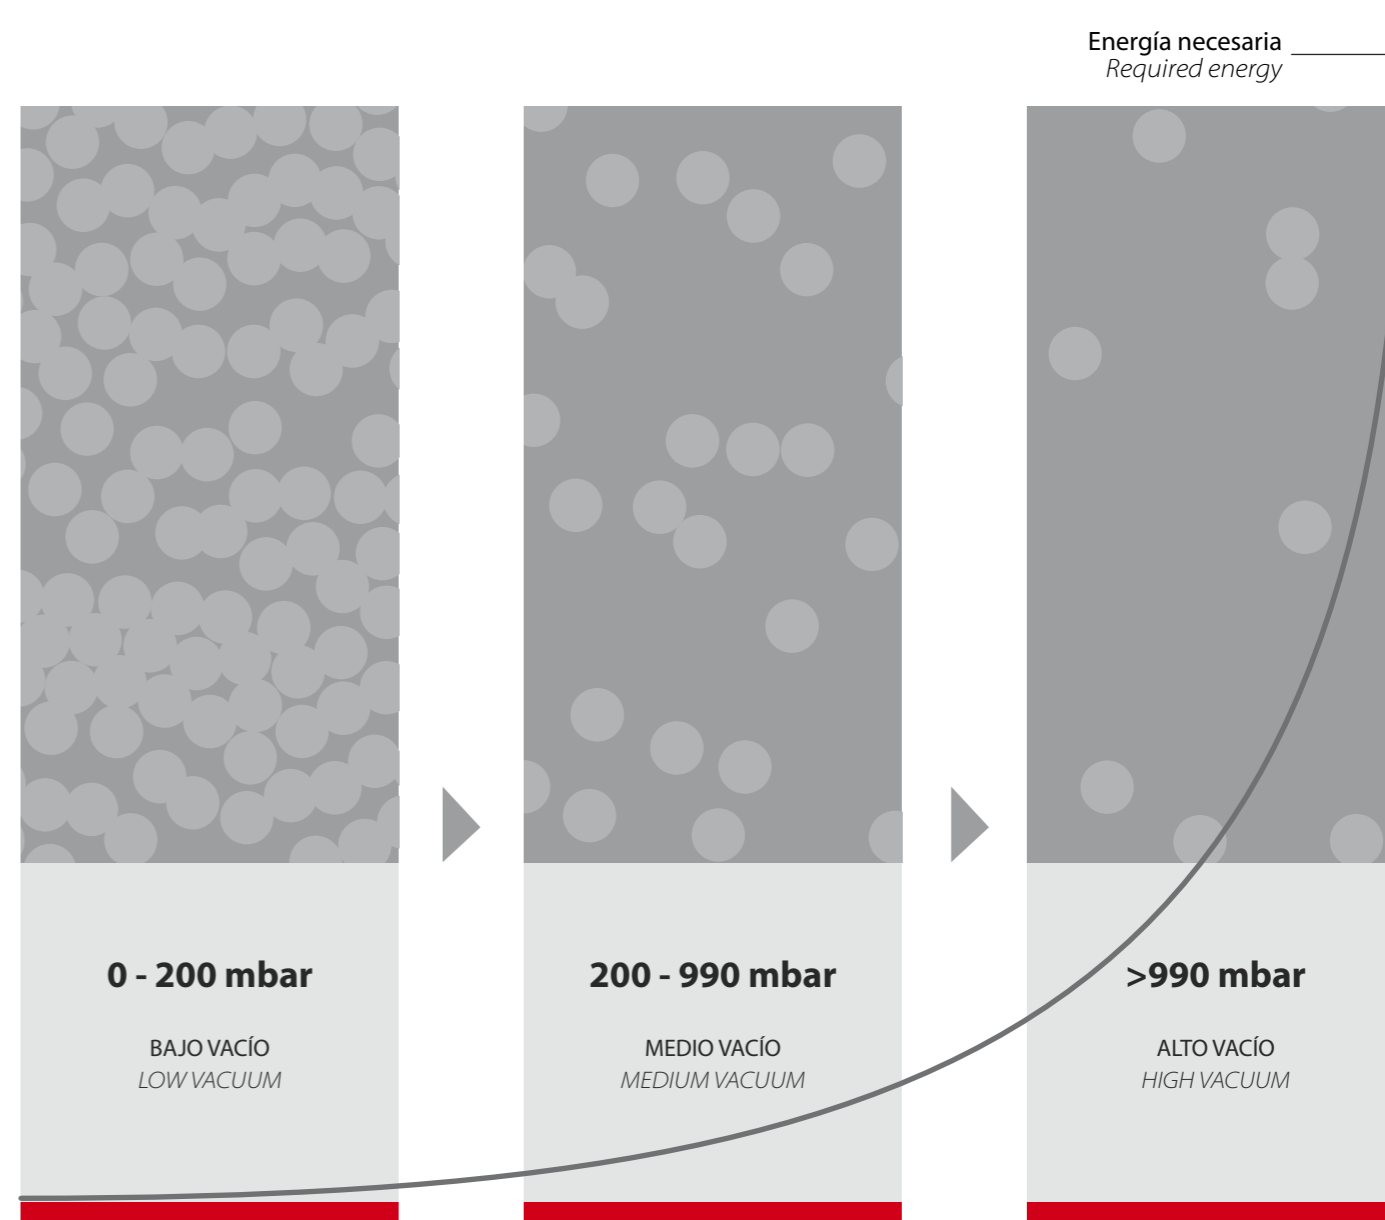 Energía necesaria
Required energy
0 - 200 mbar
BAJO VACÍO
LOW VACUUM
200 - 990 mbar
MEDIO VACÍO
MEDIUM VACUUM
>990 mbar
ALTO VACÍO
HIGH VACUUM